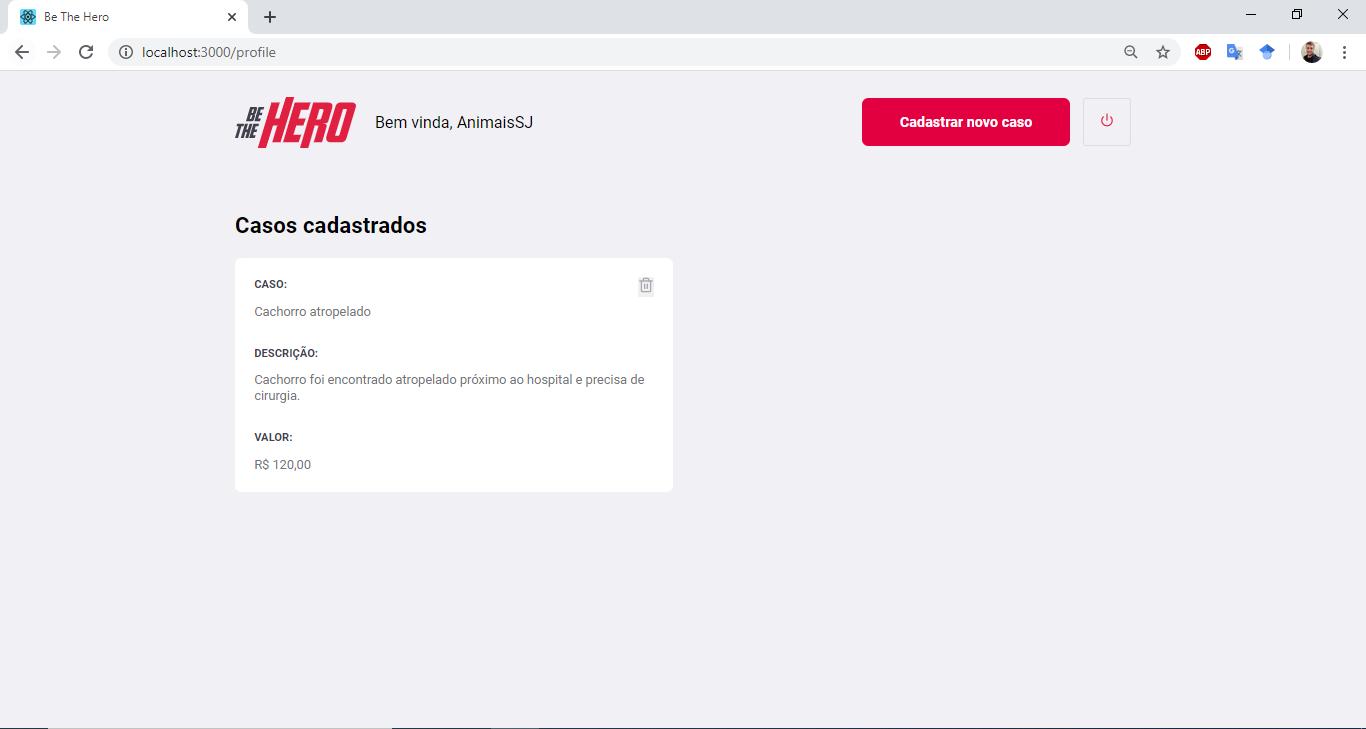 Be The Hero
localhost:3000/profile
ABP
BE THE HERO
Bem vinda, AnimaisSJ
Cadastrar novo caso
Casos cadastrados
CASO:
Cachorro atropelado
DESCRIÇÃO:
Cachorro foi encontrado atropelado próximo ao hospital e precisa de
cirurgia.
VALOR:
R$ 120,00